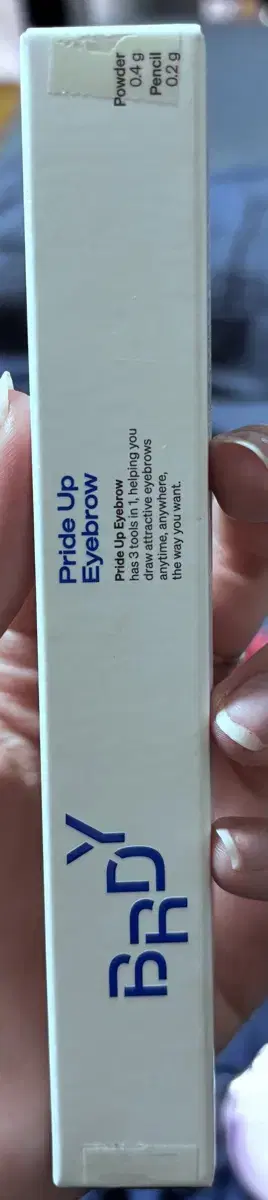 BRDY
Pride Up
Eyebrow
Pride Up Eyebrow
has 3 tools in 1, helping you
draw attractive eyebrows
anytime, anywhere,
the way you want.
Powder
0.4 g
Pencil
0.2 g